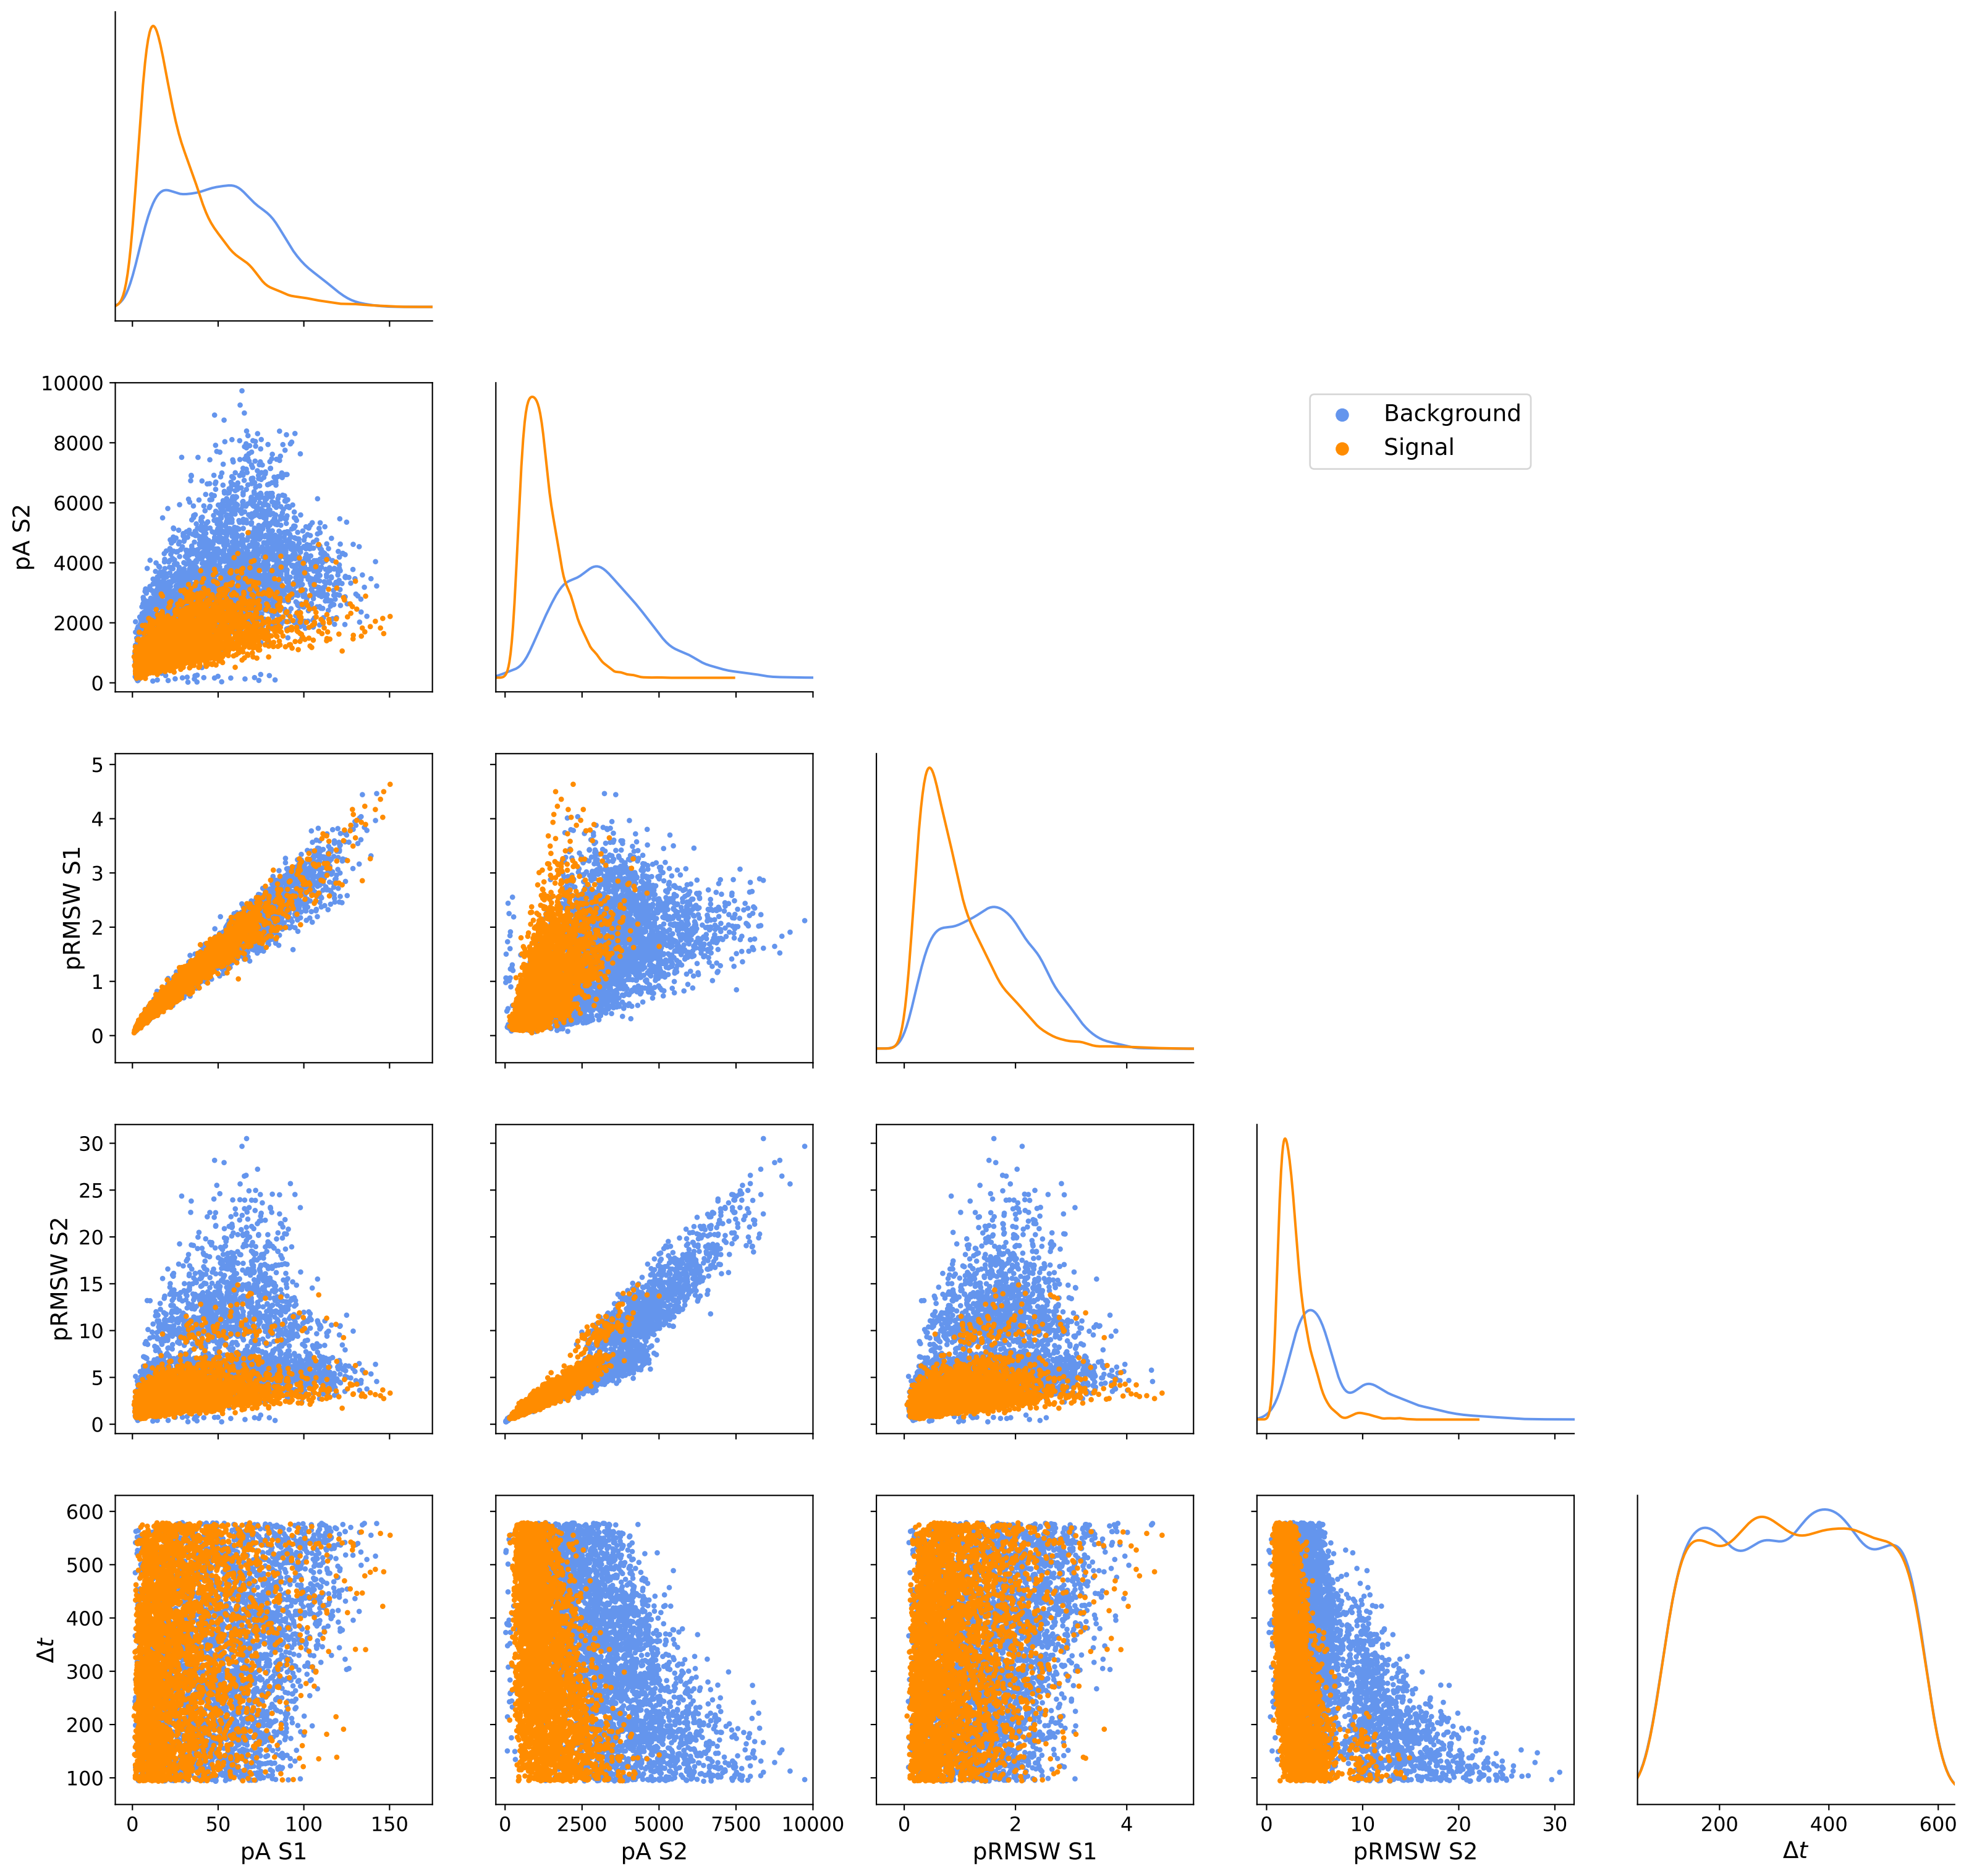 10000
8000
6000
4000
2000
0
pA S2
Background
Signal
5
4
3
2
1
0
pRMSW S1
30
25
20
15
10
5
0
pRMSW S2
600
500
400
300
200
100
Δt
0 50 100 150
0 2500 5000 7500 10000
0 2 4
0 10 20 30
200 400 600
pA S1
pA S2
pRMSW S1
pRMSW S2
Δt